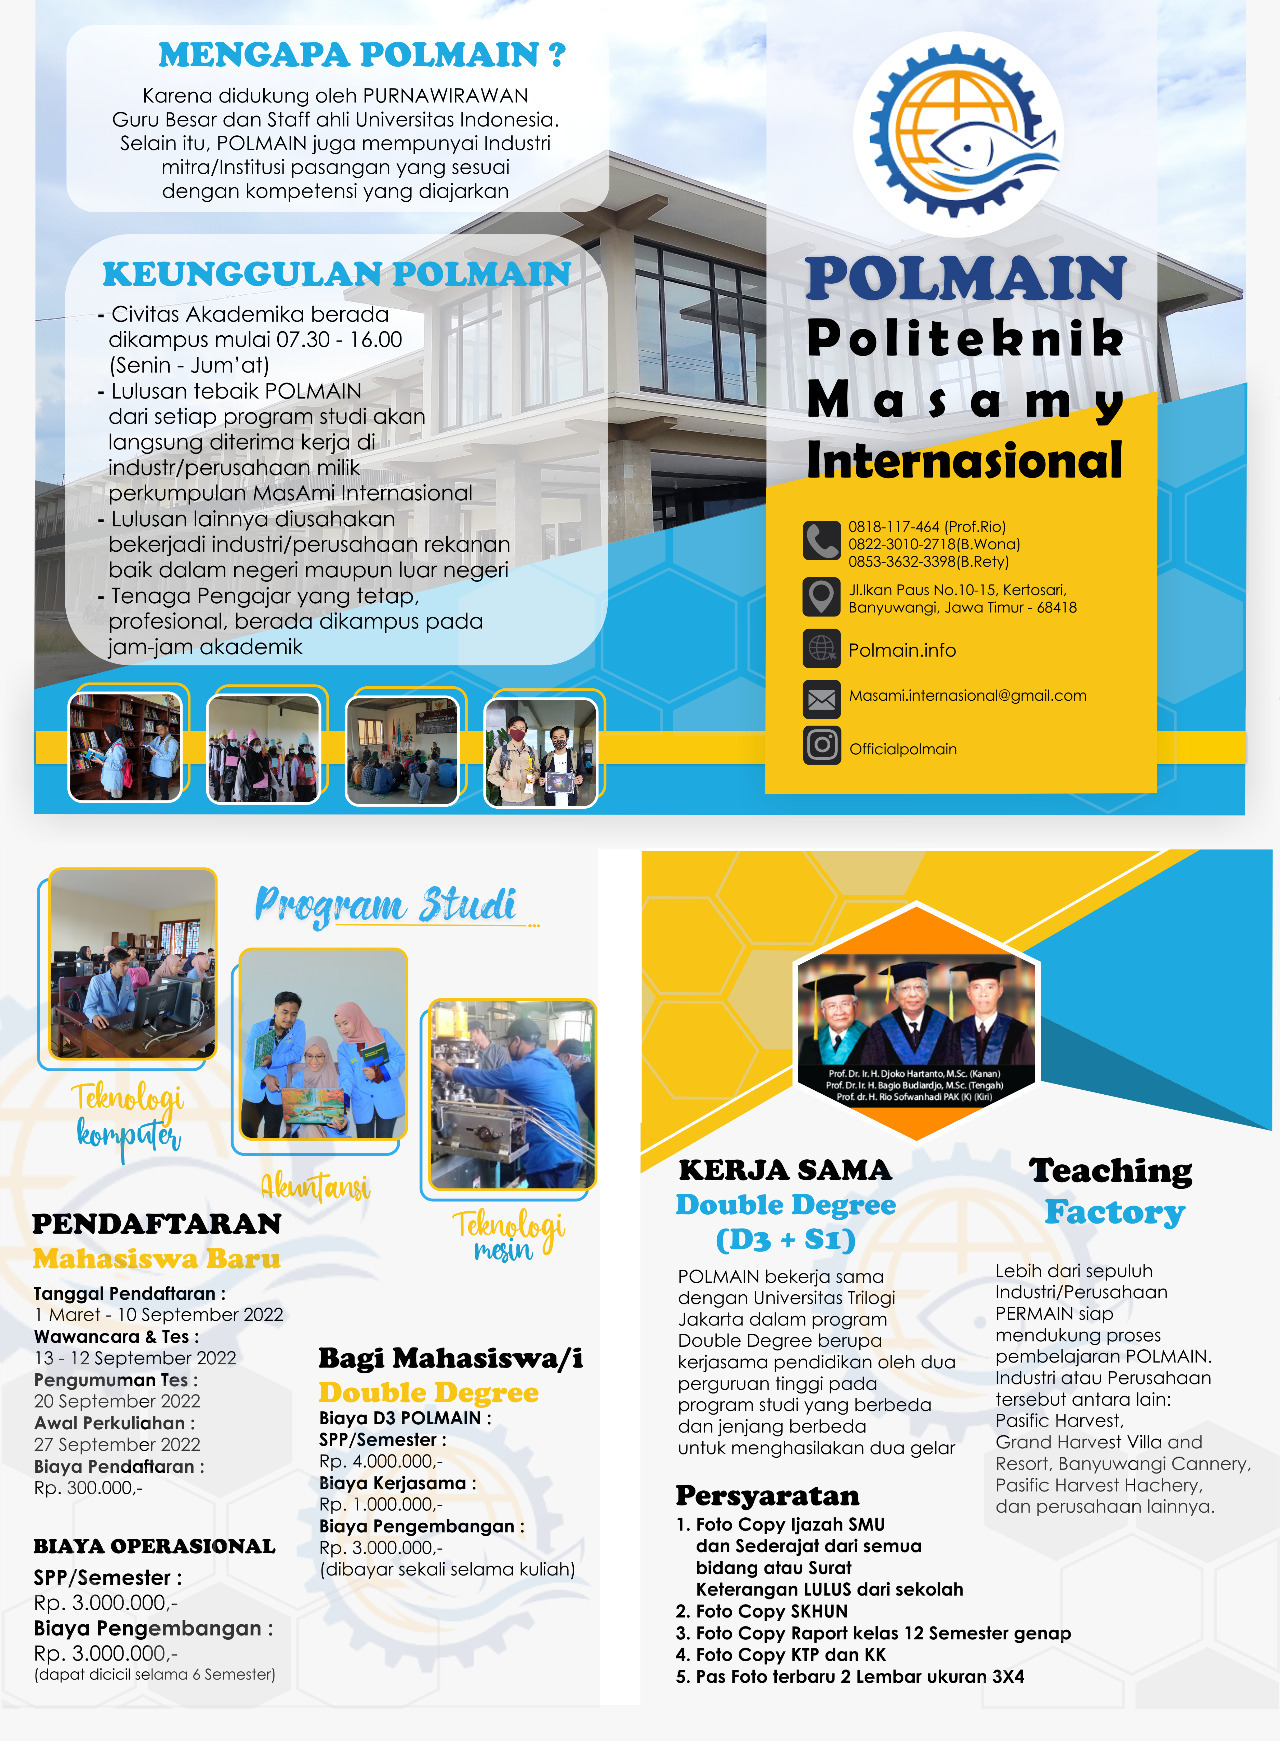 MENGAPA POLMAIN ?
Karena didukung oleh PURNAWIRAWAN
Guru Besar dan Staff ahli Universitas Indonesia.
Selain itu, POLMAIN juga mempunyai Industri
mitra/Institusi pasangan yang sesuai
dengan kompetensi yang diajarkan
KEUNGGULAN POLMAIN
- Civitas Akademika berada
dikampus mulai 07.30 - 16.00
(Senin - Jum'at)
- Lulusan tebaik POLMAIN
dari setiap program studi akan
langsung diterima kerja di
industr/perusahaan milik
perkumpulan MasAmi Internasional
- Lulusan lainnya diusahakan
bekerjadi industri/perusahaan rekanan
baik dalam negeri maupun luar negeri
- Tenaga Pengajar yang tetap,
profesional, berada dikampus pada
jam-jam akademik
POLMAIN
Politeknik
Masamy
Internasional
0818-117-464 (Prof.Rio)
0822-3010-2718(B.Wona)
0853-3632-3398(B.Rety)
Jl.Ikan Paus No.10-15, Kertosari,
Banyuwangi, Jawa Timur - 68418
Polmain.info
Masami.internasional@gmail.com
Officialpolmain
Program Studi
Teknologi
komputer
Akuntansi
Teknologi
mesin
PENDAFTARAN
Mahasiswa Baru
Tanggal Pendaftaran :
1 Maret - 10 September 2022
Wawancara & Tes :
13 - 12 September 2022
Pengumuman Tes :
20 September 2022
Awal Perkuliahan :
27 September 2022
Biaya Pendaftaran :
Rp. 300.000,-
BIAYA OPERASIONAL
SPP/Semester :
Rp. 3.000.000,-
Biaya Pengembangan :
Rp. 3.000.000,-
(dapat dicicil selama 6 Semester)
Bagi Mahasiswa/i
Double Degree
Biaya D3 POLMAIN :
SPP/Semester :
Rp. 4.000.000,-
Biaya Kerjasama :
Rp. 1.000.000,-
Biaya Pengembangan :
Rp. 3.000.000,-
(dibayar sekali selama kuliah)
Prof. Dr. Ir. H. Djoko Hartanto, M.Sc. (Kanan)
Prof. Dr. Ir. H. Bagio Budiardjo, M.Sc. (Tengah)
Prof. dr. H. Rio Sofwanhadi PAK (K) (Kiri)
KERJA SAMA
Double Degree
(D3 + S1)
POLMAIN bekerja sama
dengan Universitas Trilogi
Jakarta dalam program
Double Degree berupa
kerjasama pendidikan oleh dua
perguruan tinggi pada
program studi yang berbeda
dan jenjang berbeda
untuk menghasilakan dua gelar
Teaching
Factory
Lebih dari sepuluh
Industri/Perusahaan
PERMAIN siap
mendukung proses
pembelajaran POLMAIN.
Industri atau Perusahaan
tersebut antara lain:
Pasific Harvest,
Grand Harvest Villa and
Resort, Banyuwangi Cannery,
Pasific Harvest Hachery,
dan perusahaan lainnya.
Persyaratan
1. Foto Copy Ijazah SMU
dan Sederajat dari semua
bidang atau Surat
Keterangan LULUS dari sekolah
2. Foto Copy SKHUN
3. Foto Copy Raport kelas 12 Semester genap
4. Foto Copy KTP dan KK
5. Pas Foto terbaru 2 Lembar ukuran 3X4